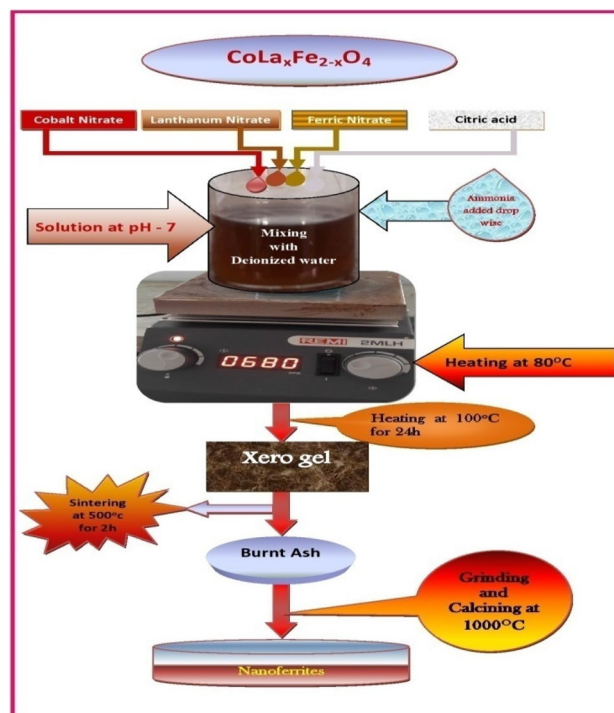 CoLaₓFe₂₋ₓO₄
Cobalt Nitrate
Lanthanum Nitrate
Ferric Nitrate
Citric acid
Solution at pH - 7
Mixing
with
Deionized water
Ammonia
added drop
wise
REMI 2MLH
0680
Heating at 80°C
Heating at 100°C
for 24h
Xero gel
Sintering
at 500°c
for 2h
Burnt Ash
Grinding
and
Calcining at
1000°C
Nanoferrites